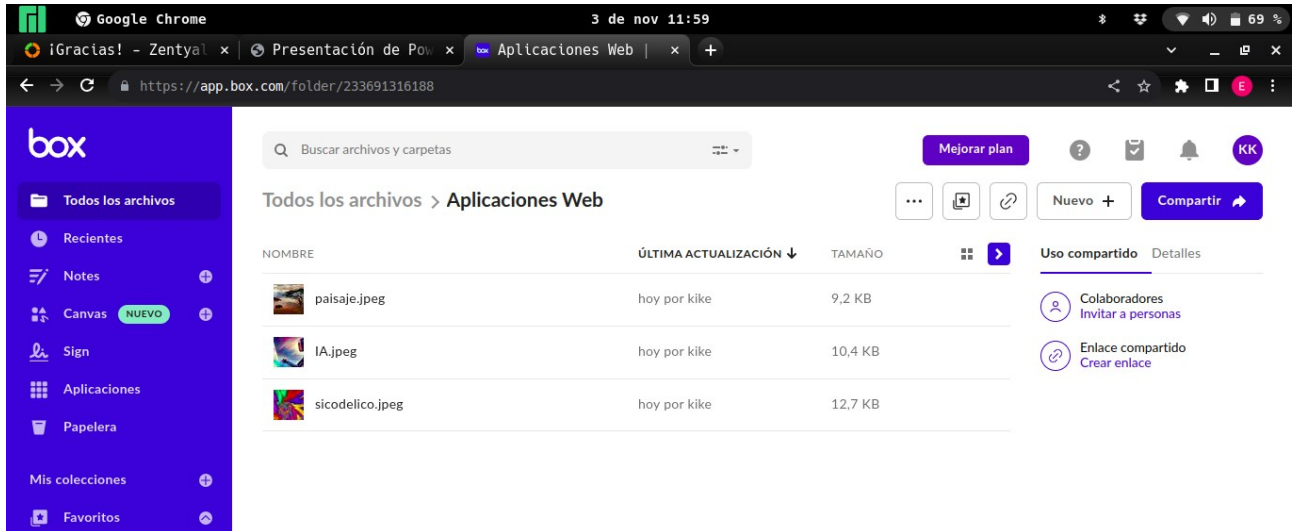 Google Chrome
3 de nov 11:59
69 %
¡Gracias! - Zentyal
Presentación de Pow
Aplicaciones Web |
https://app.box.com/folder/233691316188
E
box
Buscar archivos y carpetas
Mejorar plan
KK
Todos los archivos
Recientes
Notes
Canvas NUEVO
Sign
Aplicaciones
Papelera
Mis colecciones
Favoritos
Todos los archivos > Aplicaciones Web
Nuevo +
Compartir
NOMBRE
ÚLTIMA ACTUALIZACIÓN
TAMAÑO
paisaje.jpeg
hoy por kike
9,2 KB
IA.jpeg
hoy por kike
10,4 KB
sicodelico.jpeg
hoy por kike
12,7 KB
Uso compartido
Detalles
Colaboradores
Invitar a personas
Enlace compartido
Crear enlace